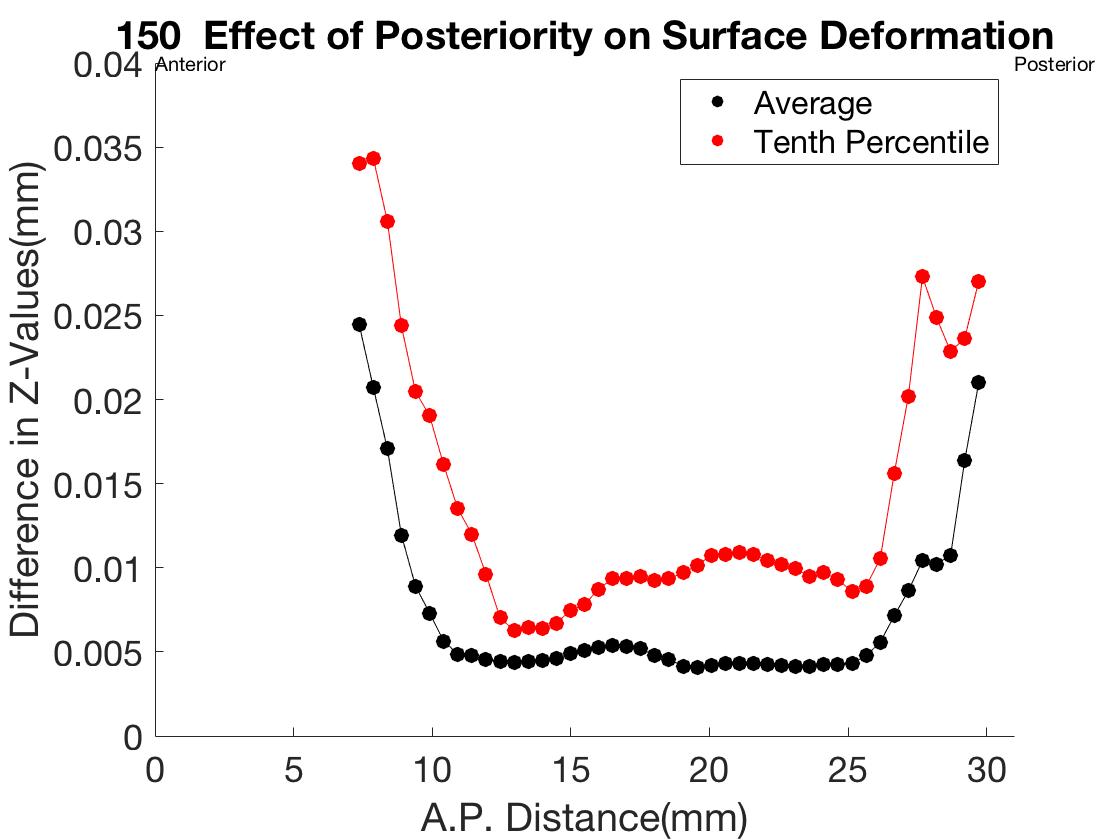 150  Effect of Posteriority on Surface Deformation
Anterior
Posterior
Average
Tenth Percentile
Difference in Z-Values(mm)
0.04
0.035
0.03
0.025
0.02
0.015
0.01
0.005
0
0 5 10 15 20 25 30
A.P. Distance(mm)